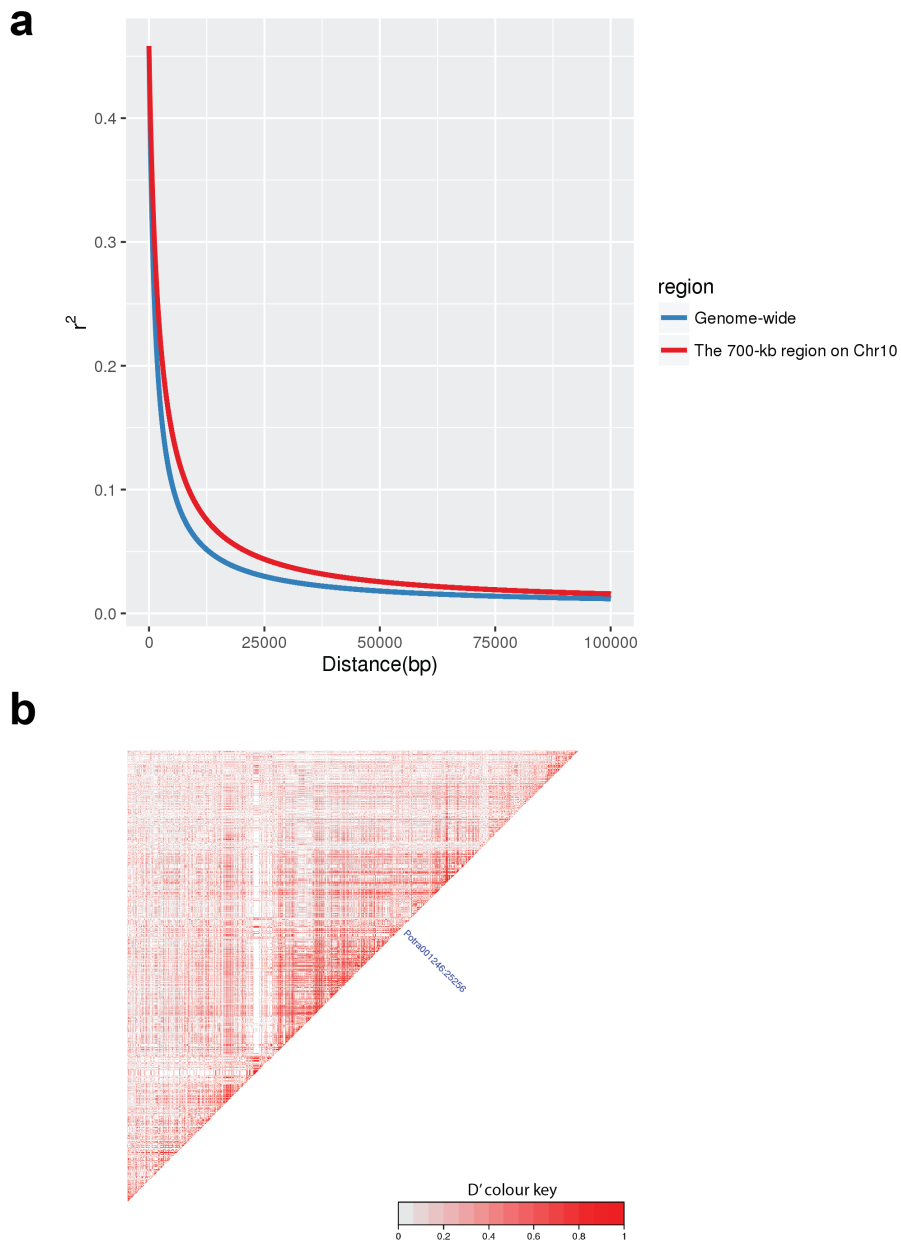 a
0.4
0.3
0.2
0.1
0.0
r2
0 25000 50000 75000 100000
Distance(bp)
region
Genome-wide
The 700-kb region on Chr10
b
Potra001246:25256
D′ colour key
0 0.2 0.4 0.6 0.8 1